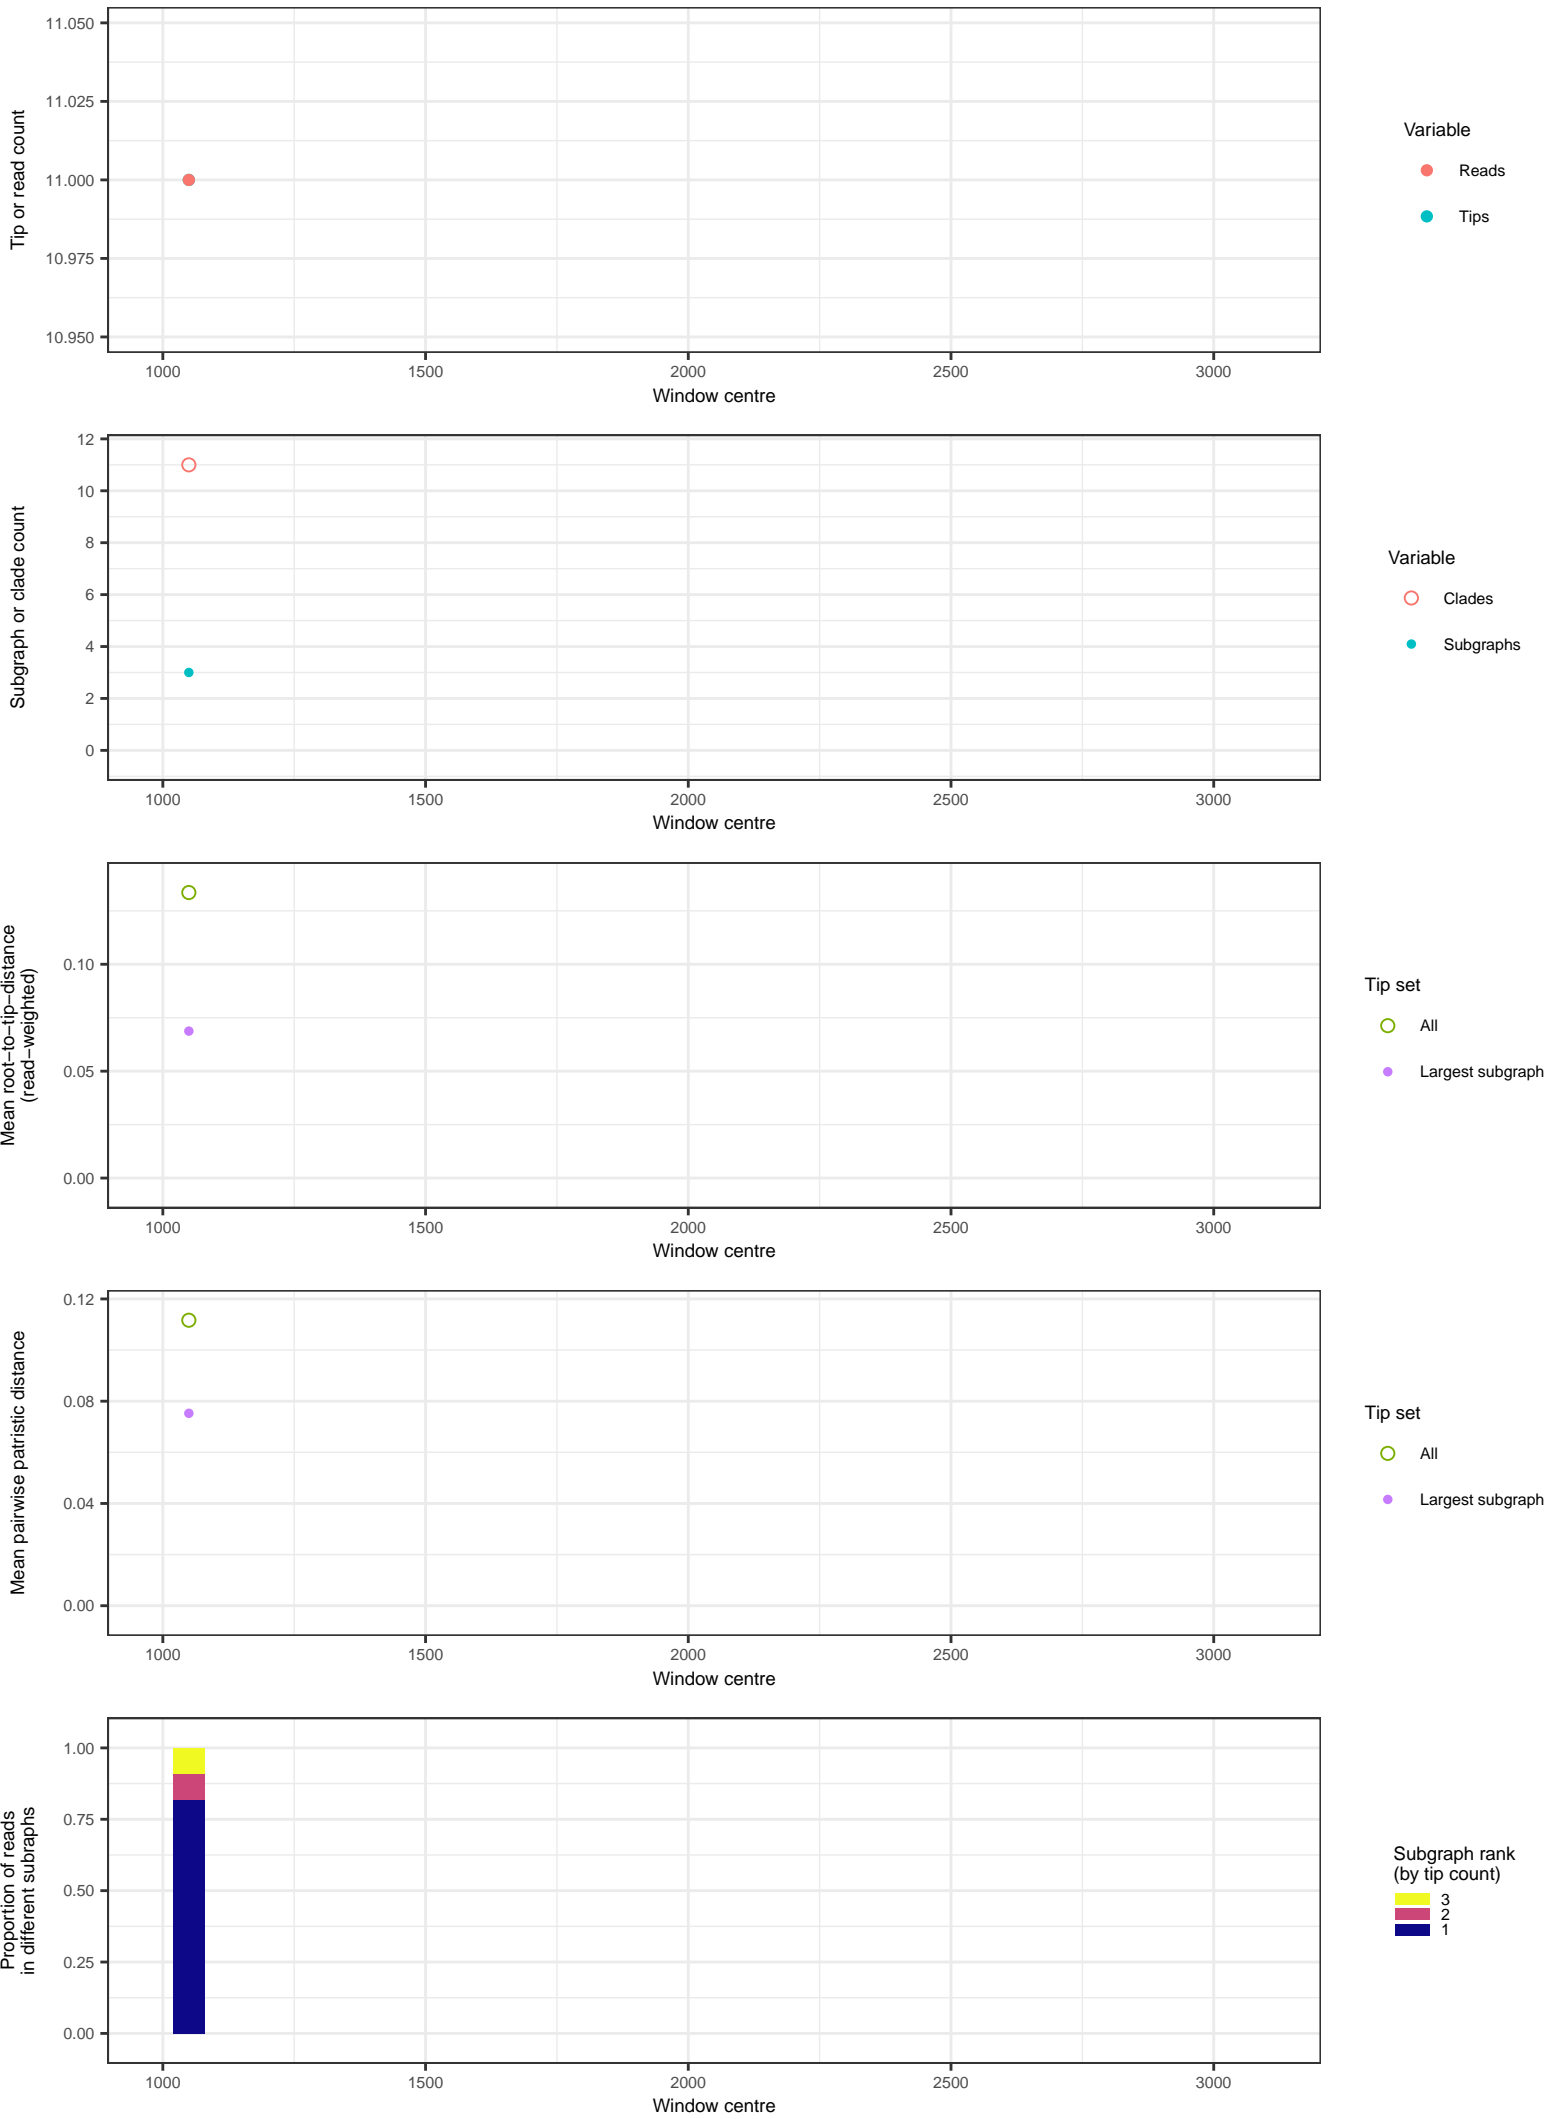 11.050
11.025
11.000
10.975
10.950
Tip or read count
1000 1500 2000 2500 3000
Window centre
Variable
Reads
Tips
12
10
8
6
4
2
0
Subgraph or clade count
1000 1500 2000 2500 3000
Window centre
Variable
Clades
Subgraphs
0.10
0.05
0.00
Mean root−to−tip−distance
(read−weighted)
1000 1500 2000 2500 3000
Window centre
Tip set
All
Largest subgraph
0.12
0.08
0.04
0.00
Mean pairwise patristic distance
1000 1500 2000 2500 3000
Window centre
Tip set
All
Largest subgraph
1.00
0.75
0.50
0.25
0.00
Proportion of reads
in different subraphs
1000 1500 2000 2500 3000
Window centre
Subgraph rank
(by tip count)
3
2
1